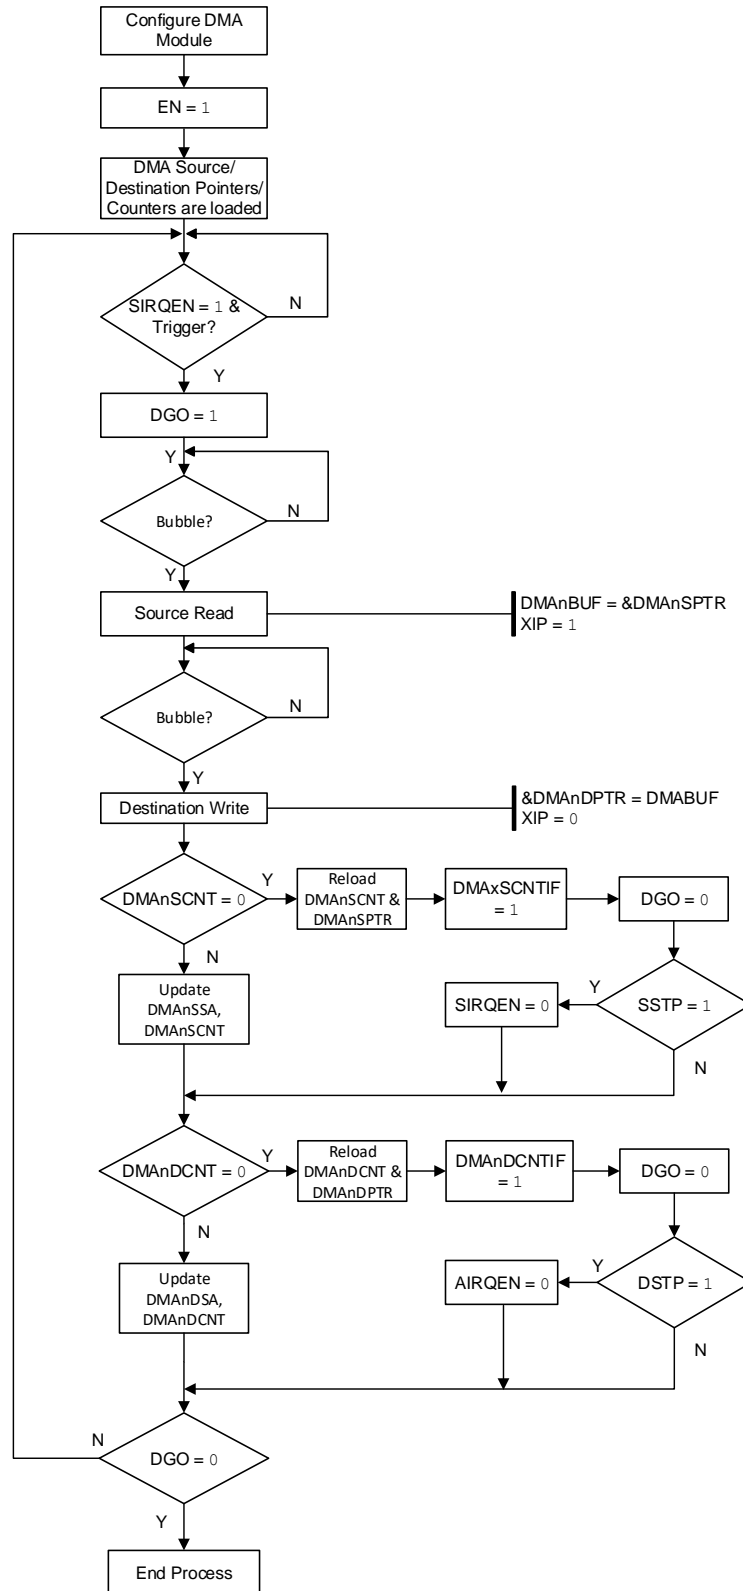 Configure DMA
Module
EN = 1
DMA Source/
Destination Pointers/
Counters are loaded
SIRQEN = 1 &
Trigger?
N
Y
DGO = 1
Y
Bubble?
N
Y
Source Read
DMAnBUF = &DMAnSPTR
XIP = 1
Bubble?
N
Y
Destination Write
&DMAnDPTR = DMABUF
XIP = 0
DMAnSCNT = 0
Y
Reload
DMAnSCNT &
DMAnSPTR
DMAxSCNTIF
= 1
DGO = 0
N
Update
DMAnSSA,
DMAnSCNT
SIRQEN = 0
Y
SSTP = 1
N
DMAnDCNT = 0
Y
Reload
DMAnDCNT &
DMAnDPTR
DMAnDCNTIF
= 1
DGO = 0
N
Update
DMAnDSA,
DMAnDCNT
AIRQEN = 0
Y
DSTP = 1
N
N
DGO = 0
Y
End Process